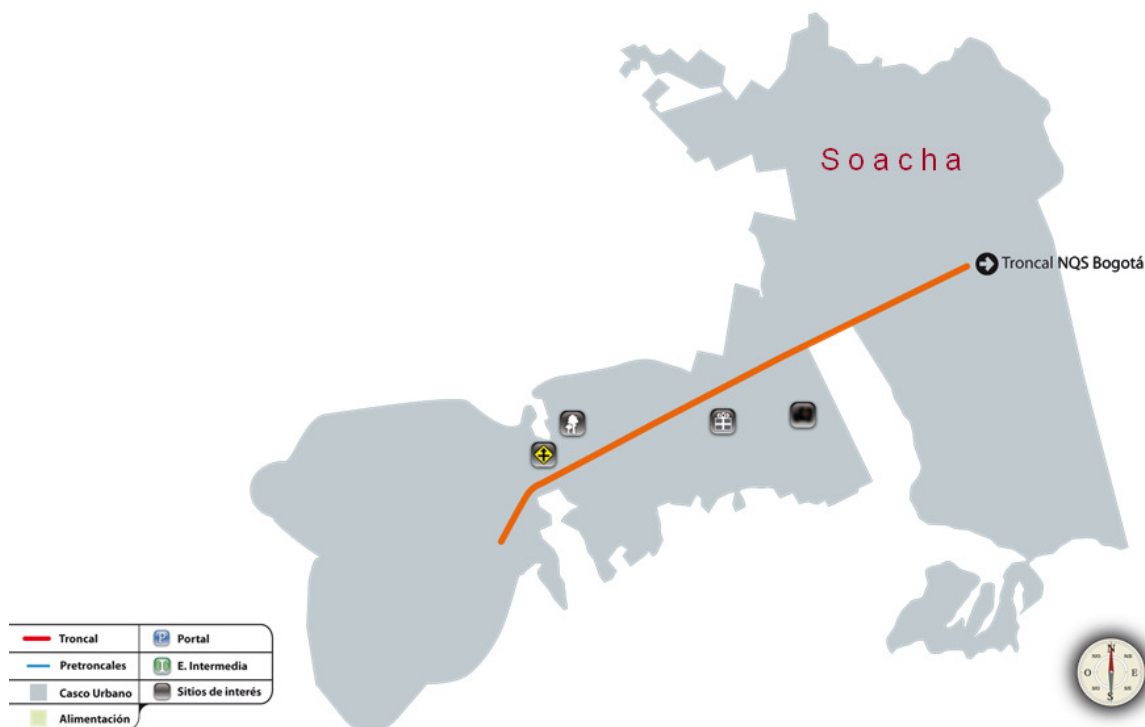 Soacha
Troncal NQS Bogotá
Troncal
Portal
Pretroncales
E. Intermedia
Casco Urbano
Sitios de interés
Alimentación
N
O
E
S